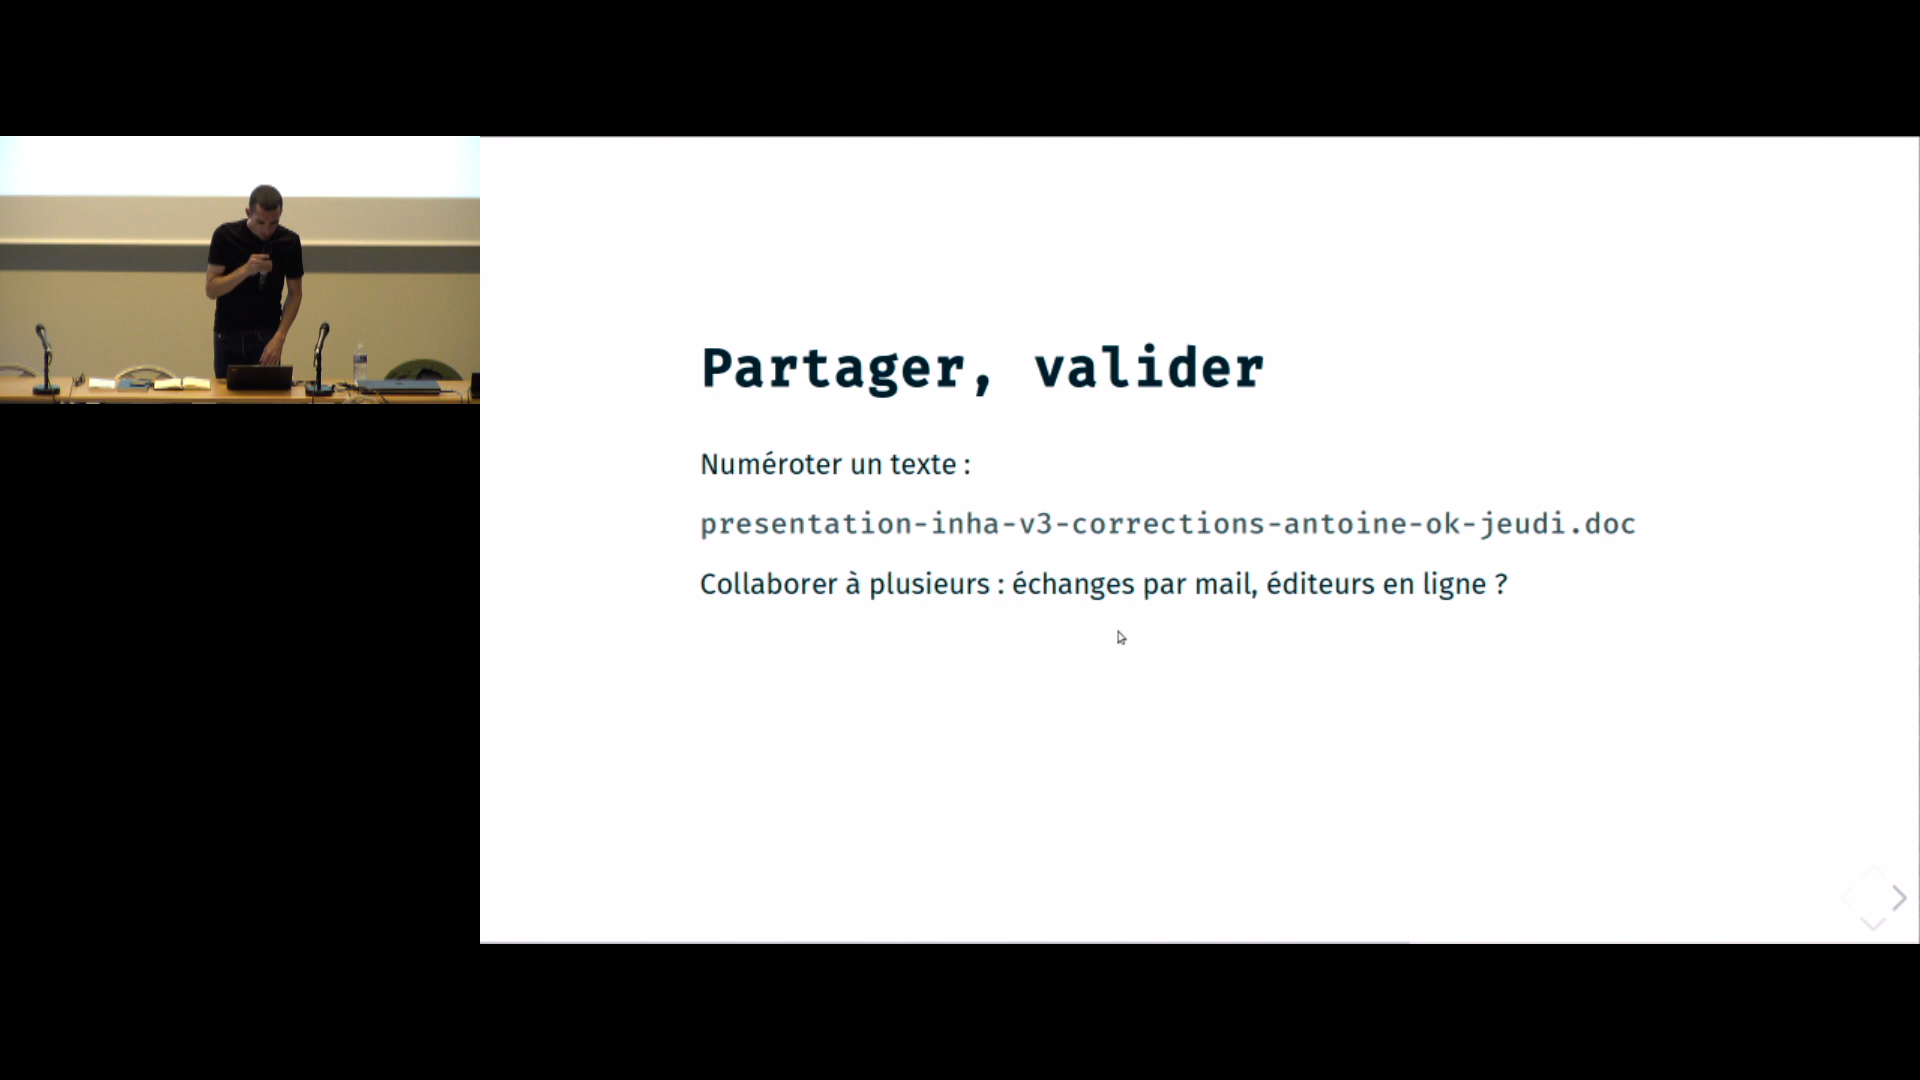 Partager, valider
Numéroter un texte :
presentation-inha-v3-corrections-antoine-ok-jeudi.doc
Collaborer à plusieurs : échanges par mail, éditeurs en ligne ?